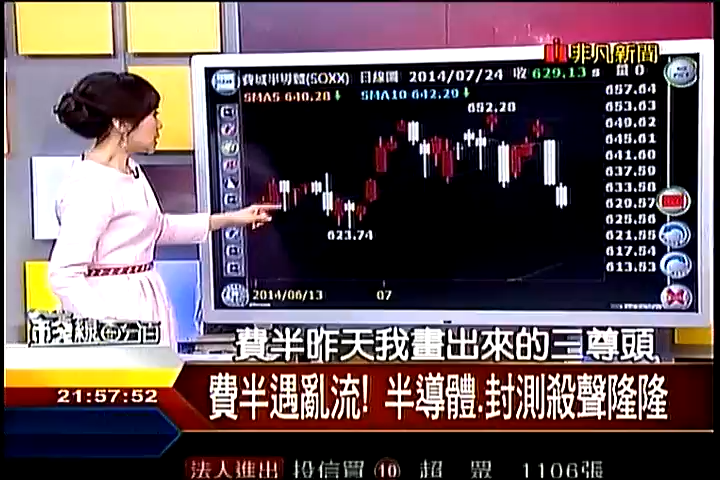 非凡新聞
費城半導體(SOXX) 日線圖 2014/07/24 收 629.13 s 量 0
SMA5 640.28↓ SMA10 642.29↓
652.28
657.64
653.63
649.62
645.61
641.60
637.59
633.58
629.57
625.56
621.55
617.54
613.53
623.74
2014/06/13 07
費半昨天我畫出來的三尊頭
21:57:52
費半遇亂流! 半導體.封測殺聲隆隆
法人進出 投信買 10 超 眾 1106張